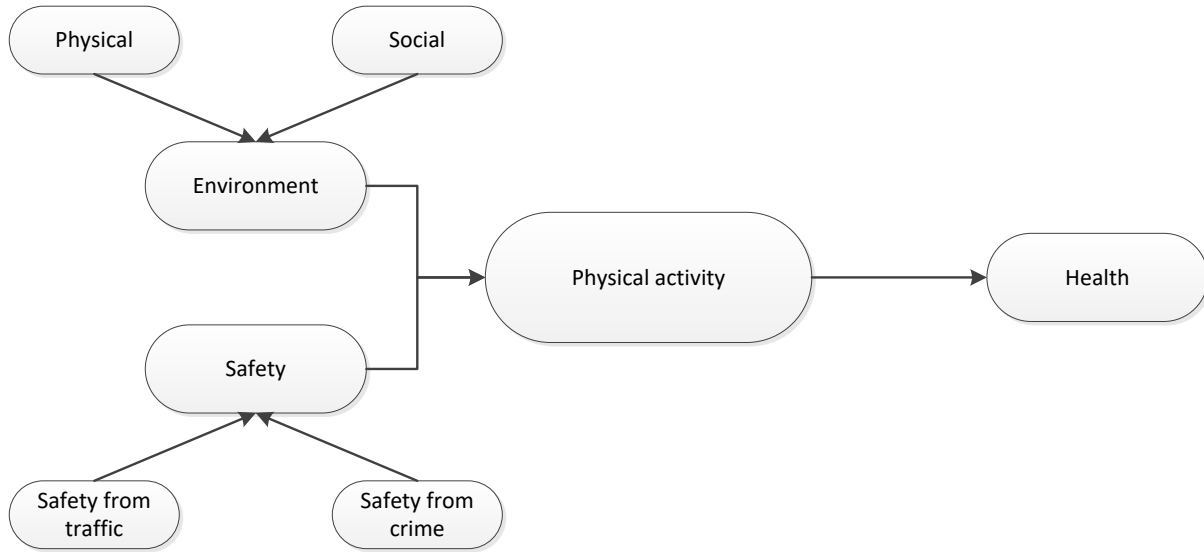 Physical
Social
Environment
Physical activity
Health
Safety
Safety from
traffic
Safety from
crime